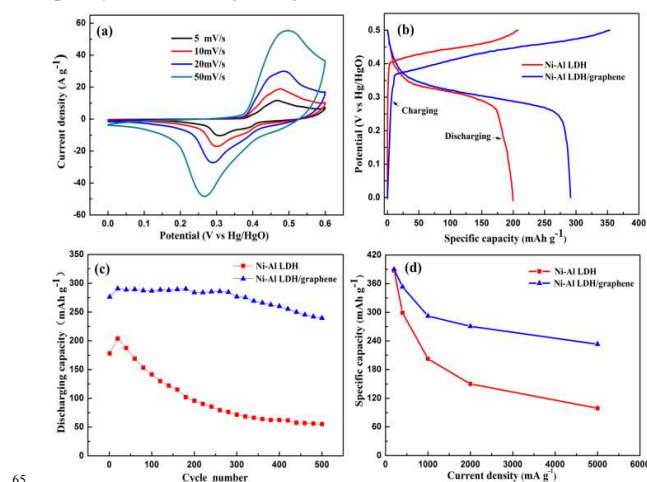 (a)
5 mV/s
10mV/s
20mV/s
50mV/s
Current density (A g⁻¹)
60
40
20
0
-20
-40
-60
0.0 0.1 0.2 0.3 0.4 0.5 0.6
Potential (V vs Hg/HgO)
(b)
Ni-Al LDH
Ni-Al LDH/graphene
Charging
Discharging
Potential (V vs Hg/HgO)
0.5
0.4
0.3
0.2
0.1
0.0
0 50 100 150 200 250 300 350 400
Specific capacity (mAh g⁻¹)
(c)
Ni-Al LDH
Ni-Al LDH/graphene
Discharging capacity (mAh g⁻¹)
350
300
250
200
150
100
50
0
0 100 200 300 400 500
Cycle number
(d)
Ni-Al LDH
Ni-Al LDH/graphene
Specific capacity (mAh g⁻¹)
420
360
300
240
180
120
60
0
0 1000 2000 3000 4000 5000 6000
Current density (mA g⁻¹)
65